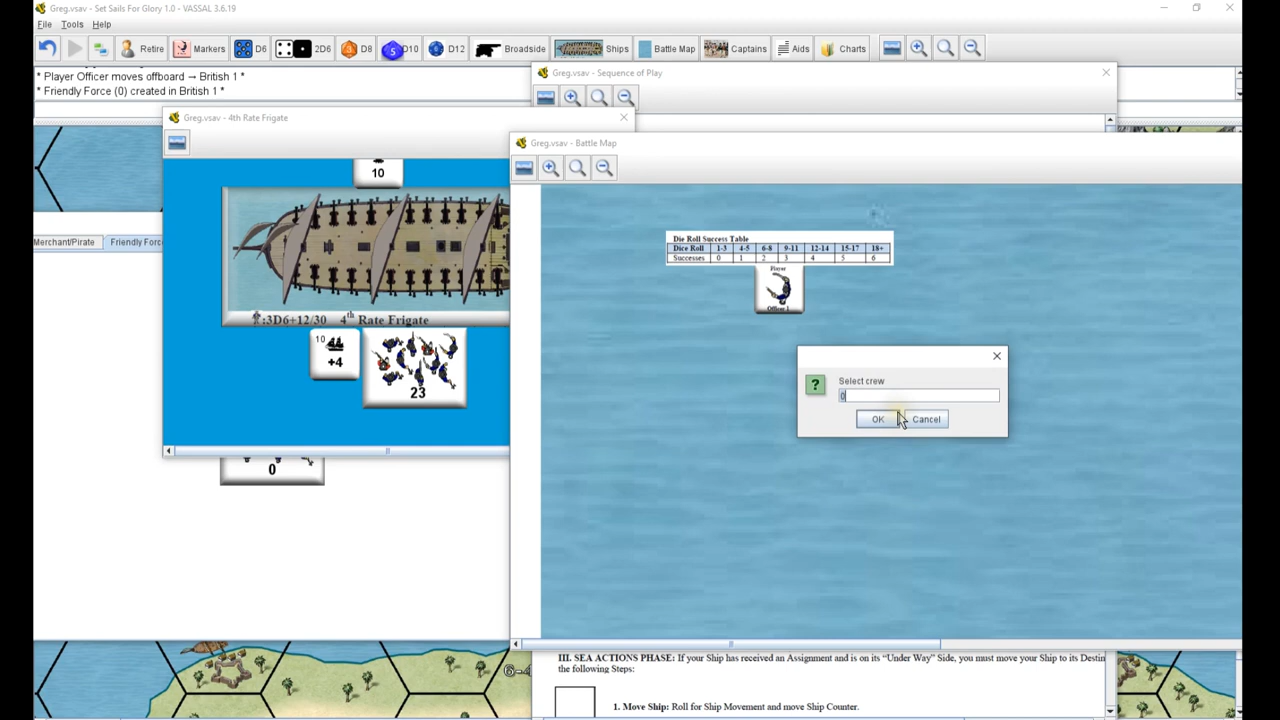 Greg.vsav - Set Sails For Glory 1.0 - VASSAL 3.6.19
File Tools Help
Retire Markers D6 2D6 D8 D10 D12 Broadside Ships Battle Map Captains Aids Charts
* Player Officer moves offboard → British 1 *
* Friendly Force (0) created in British 1 *
Greg.vsav - Sequence of Play
Greg.vsav - 4th Rate Frigate
Greg.vsav - Battle Map
10
Die Roll Success Table
Dice Roll 1-3 4-5 6-8 9-11 12-14 15-17 18+
Successes 0 1 2 3 4 5 6
Player
Officer 1
Merchant/Pirate Friendly Forc
:3D6+12/30 4th Rate Frigate
10
+4
23
Select crew
0
OK Cancel
0
III. SEA ACTIONS PHASE: If your Ship has received an Assignment and is on its “Under Way” Side, you must move your Ship to its Destin
the following Steps:
1. Move Ship: Roll for Ship Movement and move Ship Counter.